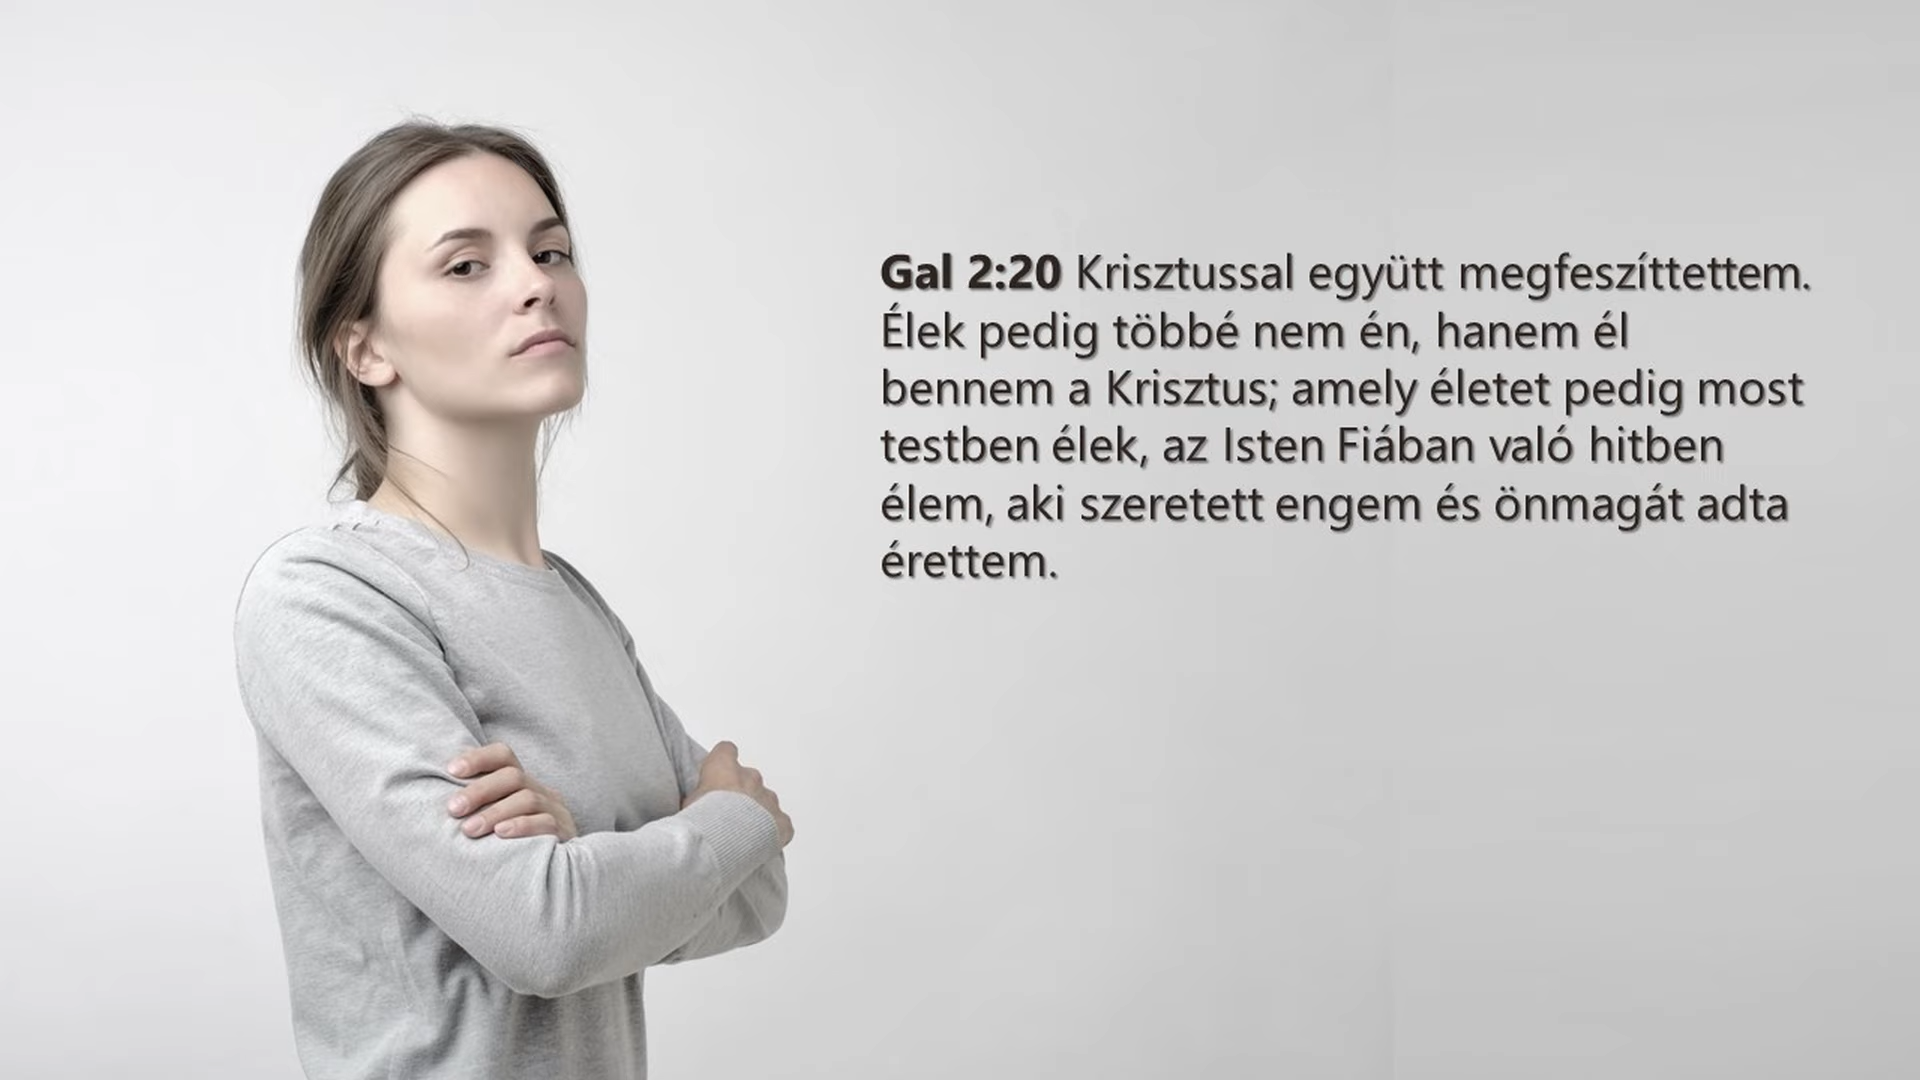 Gal 2:20 Krisztussal együtt megfeszíttettem.
Élek pedig többé nem én, hanem él
bennem a Krisztus; amely életet pedig most
testben élek, az Isten Fiában való hitben
élem, aki szeretett engem és önmagát adta
érettem.